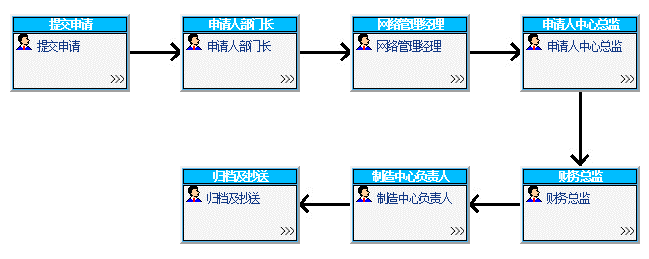 提交申请
提交申请
>>>
申请人部门长
申请人部门长
>>>
网络管理经理
网络管理经理
>>>
申请人中心总监
申请人中心总监
>>>
归档及抄送
归档及抄送
>>>
制造中心负责人
制造中心负责人
>>>
财务总监
财务总监
>>>